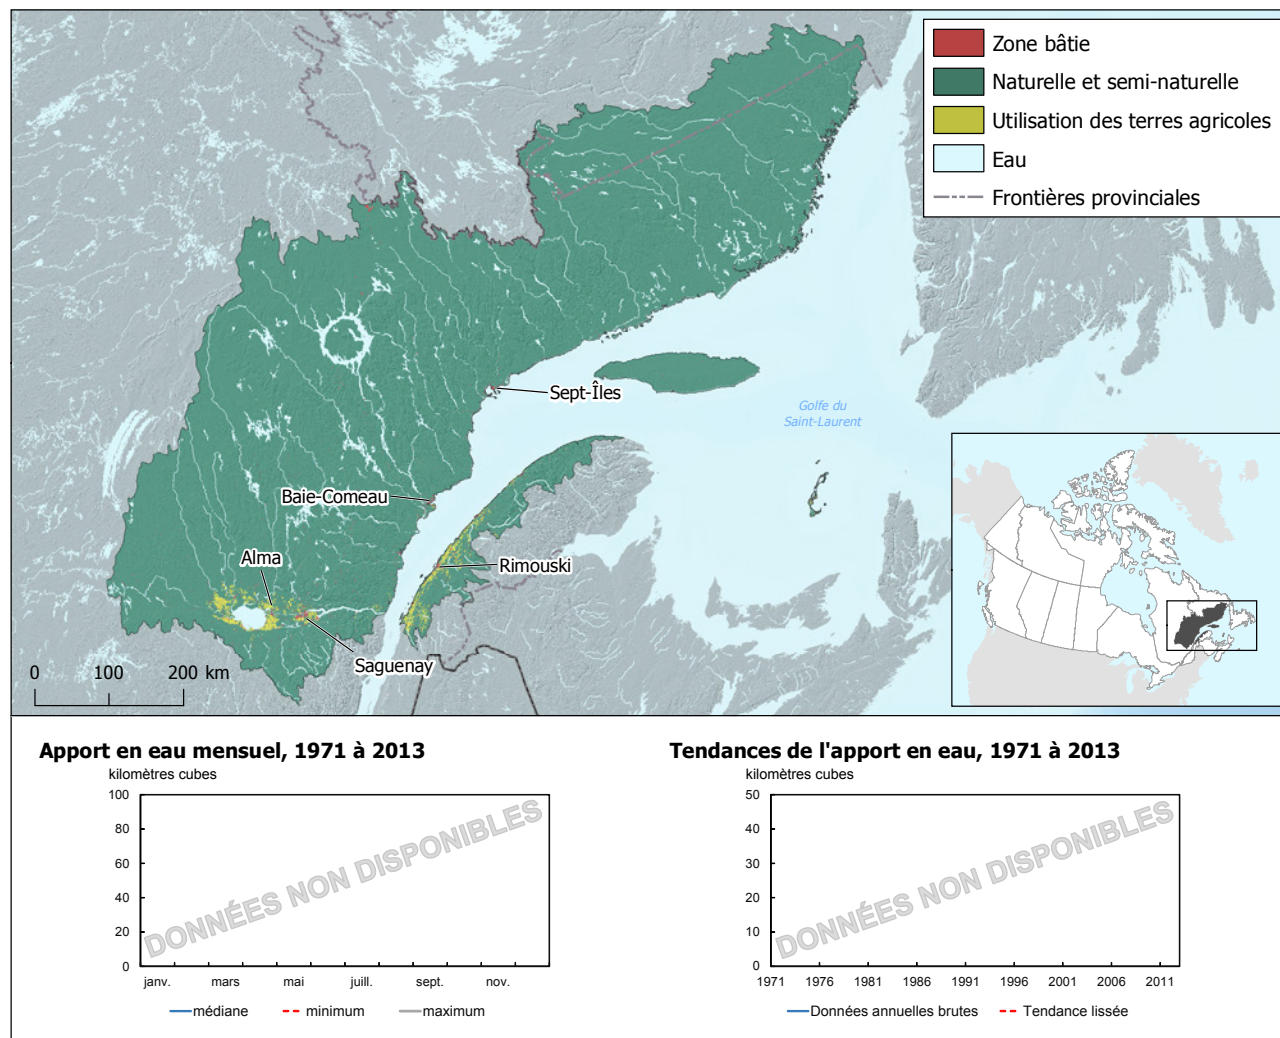 Zone bâtie
Naturelle et semi-naturelle
Utilisation des terres agricoles
Eau
Frontières provinciales
Sept-Îles
Golfe du
Saint-Laurent
Baie-Comeau
Alma
Rimouski
Saguenay
0 100 200 km
Apport en eau mensuel, 1971 à 2013
kilomètres cubes
100
80
60
40
20
0
DONNÉES NON DISPONIBLES
janv. mars mai juill. sept. nov.
médiane minimum maximum
Tendances de l'apport en eau, 1971 à 2013
kilomètres cubes
50
40
30
20
10
0
DONNÉES NON DISPONIBLES
1971 1976 1981 1986 1991 1996 2001 2006 2011
Données annuelles brutes Tendance lissée